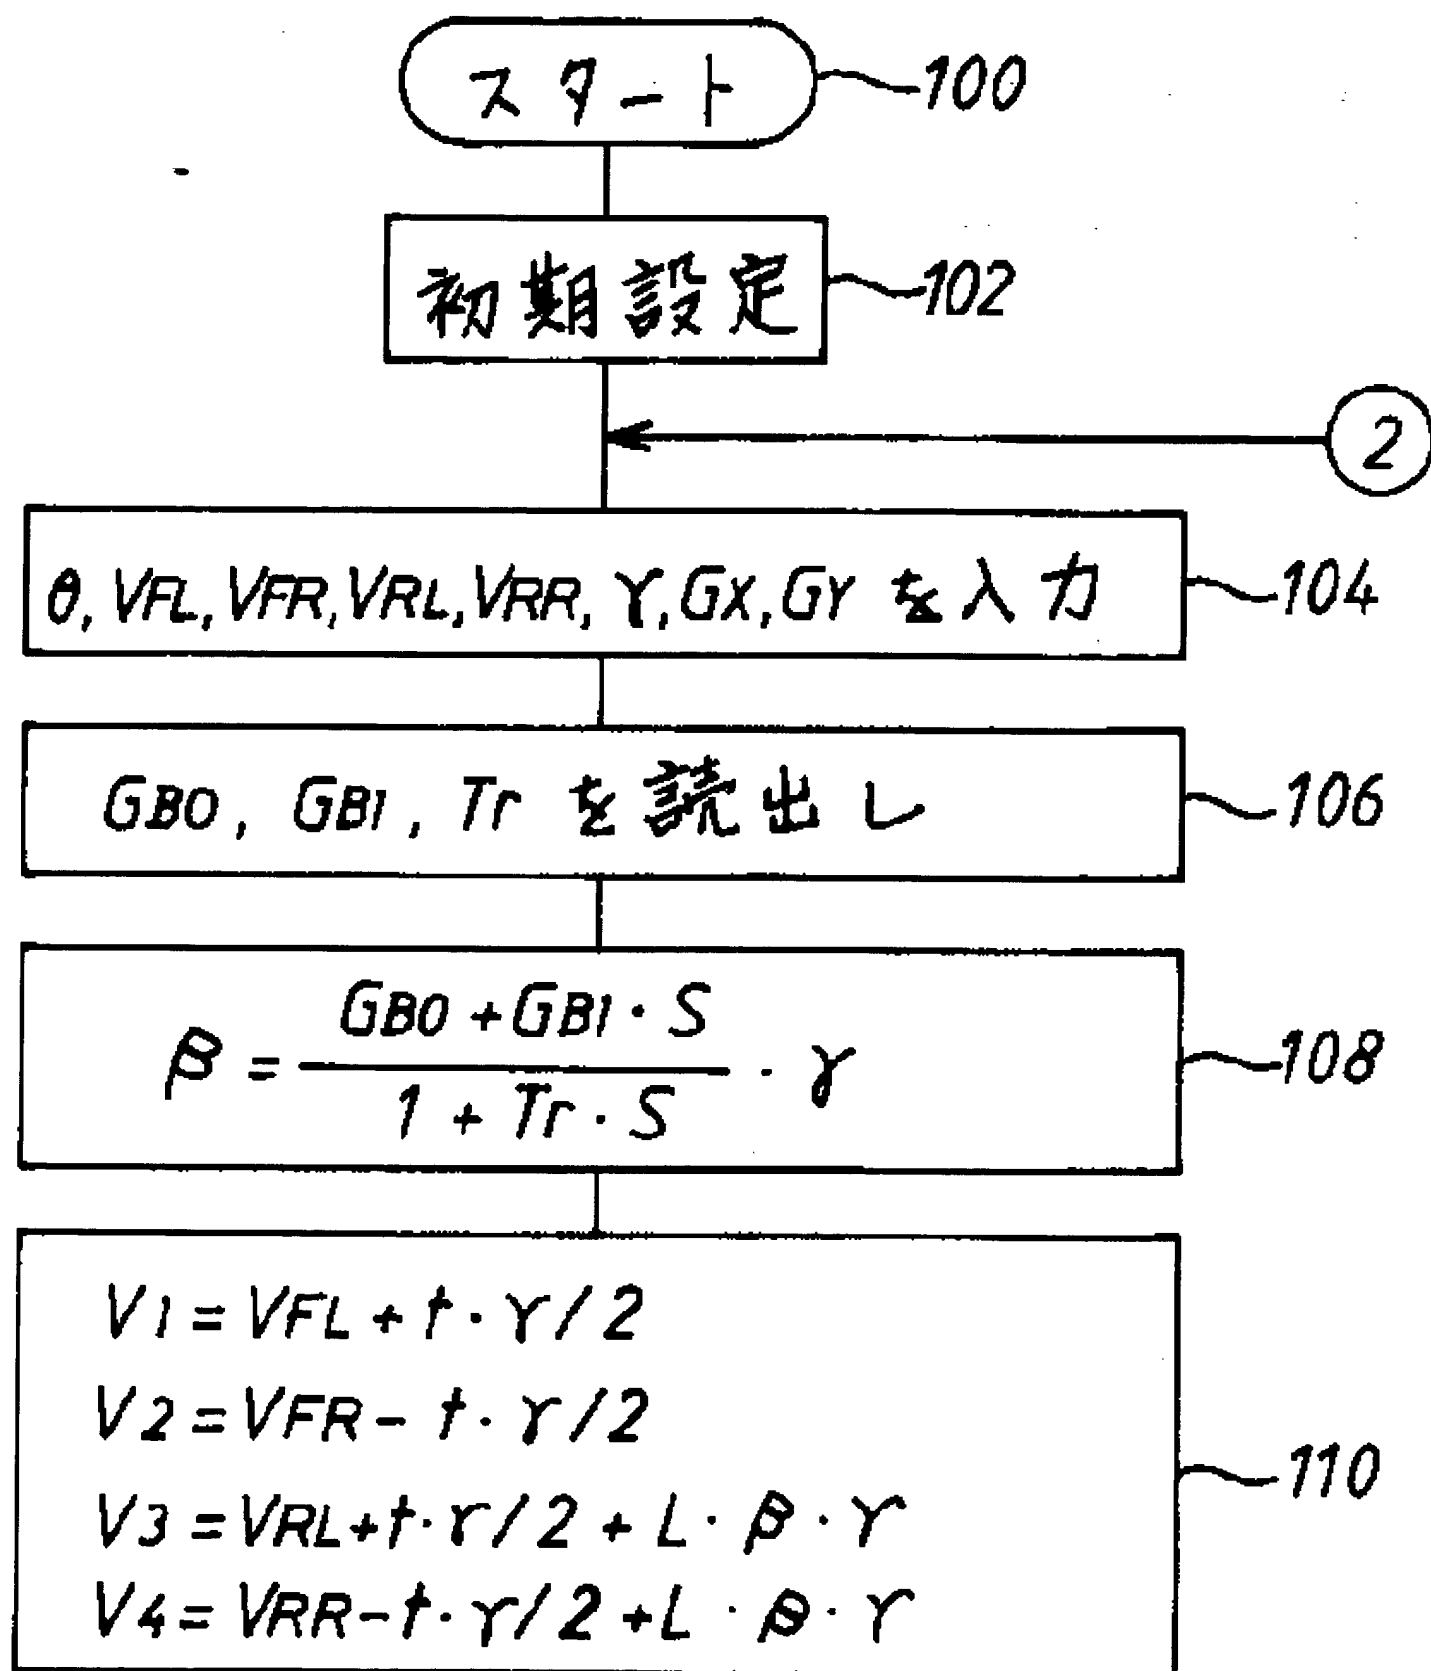 スタート 100
初期設定 102
2
θ, VFL, VFR, VRL, VRR, γ, GX, GY を入力 104
GB0, GB1, Tr を読出し 106
GB0 + GB1・S
β = ―――― ・γ 108
1 + Tr・S
V1 = VFL + t・γ/2
V2 = VFR - t・γ/2
110
V3 = VRL + t・γ/2 + L・β・γ
V4 = VRR - t・γ/2 + L・β・γ